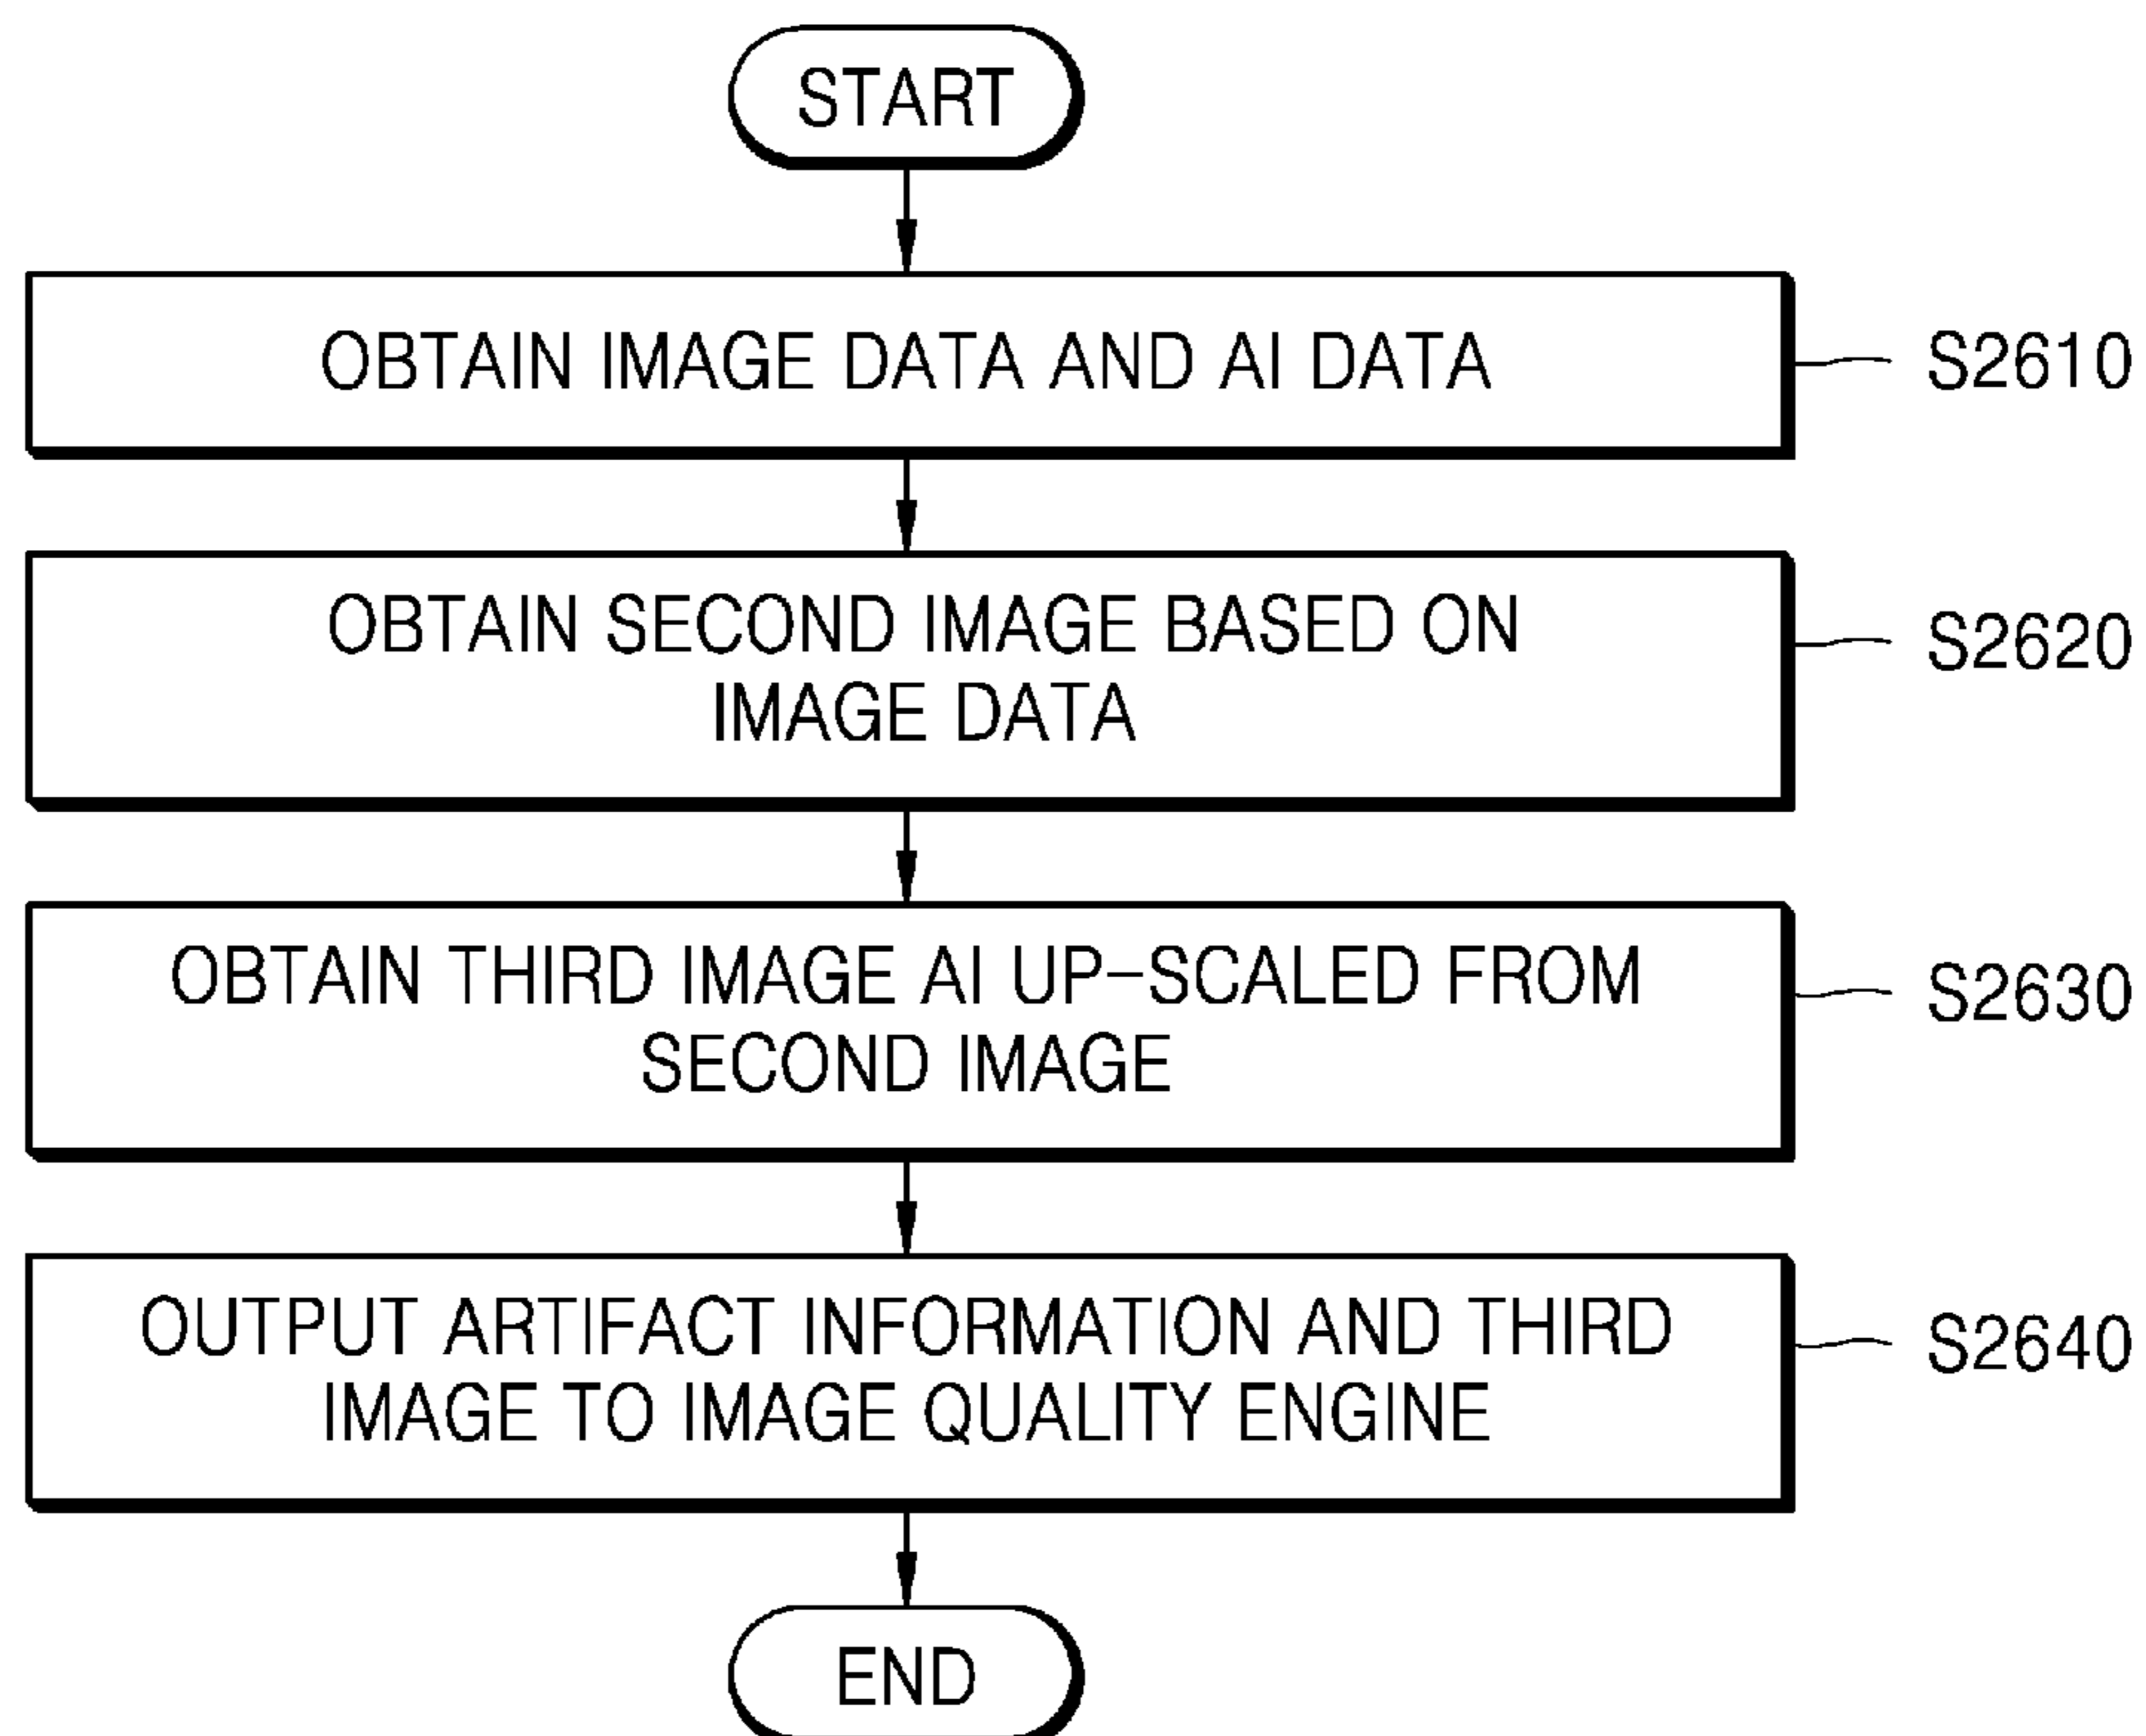 START
OBTAIN IMAGE DATA AND AI DATA
S2610
OBTAIN SECOND IMAGE BASED ON
IMAGE DATA
S2620
OBTAIN THIRD IMAGE AI UP-SCALED FROM
SECOND IMAGE
S2630
OUTPUT ARTIFACT INFORMATION AND THIRD
IMAGE TO IMAGE QUALITY ENGINE
S2640
END